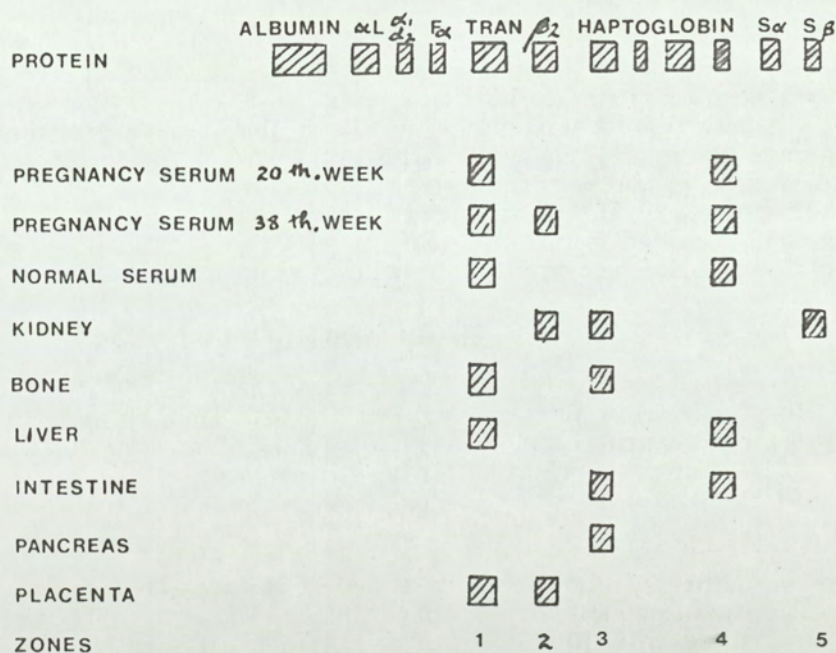 ALBUMIN αL α₁ α₂ Fα TRAN β₂ HAPTOGLOBIN Sα Sβ
PROTEIN
PREGNANCY SERUM 20 th. WEEK
PREGNANCY SERUM 38 th. WEEK
NORMAL SERUM
KIDNEY
BONE
LIVER
INTESTINE
PANCREAS
PLACENTA
ZONES 1 2 3 4 5